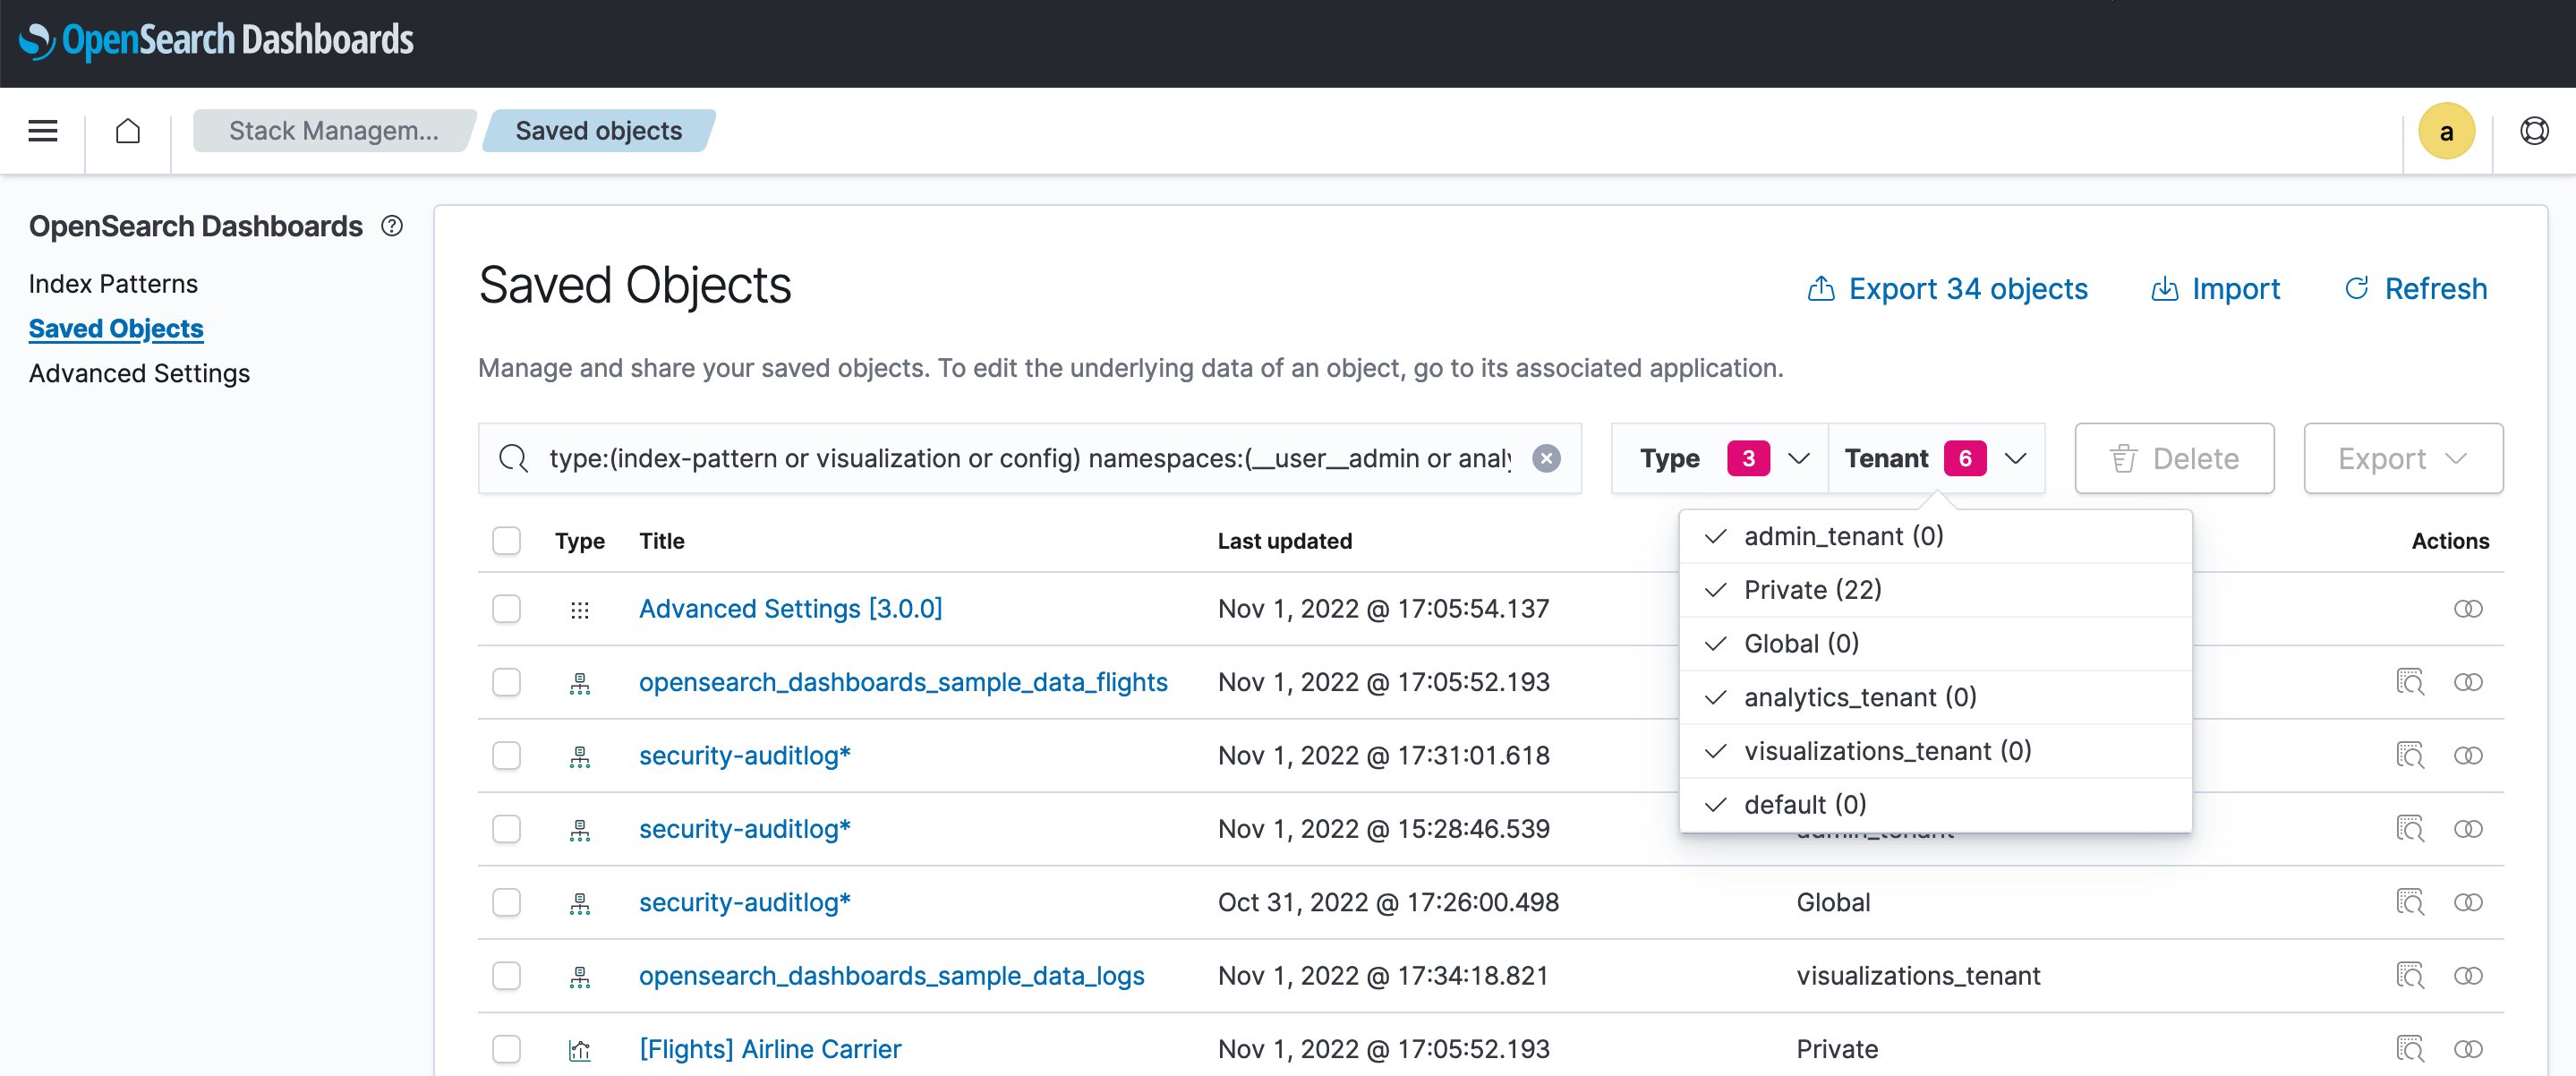 OpenSearch Dashboards
Stack Managem... Saved objects a
OpenSearch Dashboards
Index Patterns
Saved Objects
Advanced Settings
Saved Objects
Export 34 objects Import Refresh
Manage and share your saved objects. To edit the underlying data of an object, go to its associated application.
type:(index-pattern or visualization or config) namespaces:(__user__admin or analy Type 3 Tenant 6 Delete Export
Type Title Last updated Actions
admin_tenant (0)
Private (22)
Global (0)
analytics_tenant (0)
visualizations_tenant (0)
default (0)
Advanced Settings [3.0.0] Nov 1, 2022 @ 17:05:54.137
opensearch_dashboards_sample_data_flights Nov 1, 2022 @ 17:05:52.193
security-auditlog* Nov 1, 2022 @ 17:31:01.618
security-auditlog* Nov 1, 2022 @ 15:28:46.539 admin_tenant
security-auditlog* Oct 31, 2022 @ 17:26:00.498 Global
opensearch_dashboards_sample_data_logs Nov 1, 2022 @ 17:34:18.821 visualizations_tenant
[Flights] Airline Carrier Nov 1, 2022 @ 17:05:52.193 Private